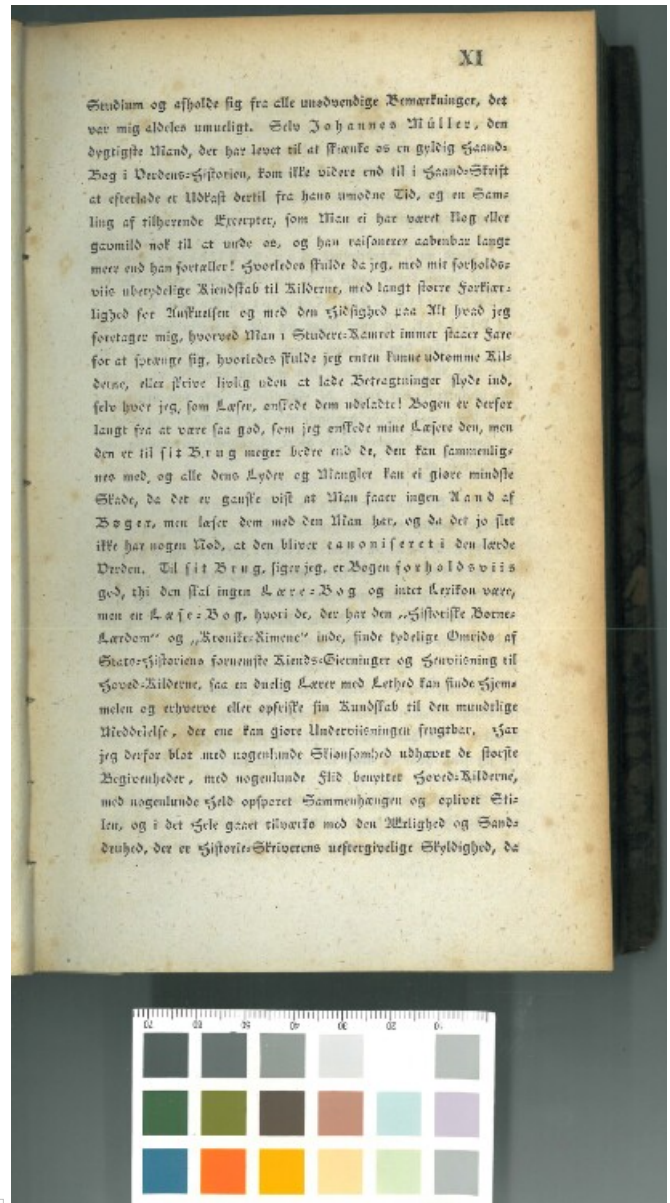 XI
Studium og afholde sig fra alle unødvendige Bemærkninger, det
var mig aldeles umueligt. Selv Johannes Müller, den
dygtigste Mand, der har levet til at skænke os en gyldig Haand-
Bog i Verdens-Historien, kom ikke videre end til i Haand-Skrift
at efterlade et Udkast dertil fra hans umodne Tid, og en Sam-
ling af tilhørende Excerpter, som Man ei har været klog eller
gavmild nok til at unde os, og han raisonerer aabenbar langt
meer end han fortæller! Hvorledes skulde da jeg, med mit forholds-
viis ubetydelige Kiendskab til Kilderne, med langt større Forkiær-
lighed for Anskuelsen og med den Hidsighed paa Alt hvad jeg
foretager mig, hvorved Man i Studere-Kamret immer staaer Fare
for at sprænge sig, hvorledes skulde jeg enten kunne udtømme Kil-
derne, eller skrive livlig uden at lade Betragtninger flyde ind,
selv hvor jeg, som Læser, ønskede dem udeladte! Bogen er derfor
langt fra at være saa god, som jeg ønskede mine Læsere den, men
den er til sit Brug meget bedre end de, den kan sammenlig-
nes med, og alle dens Lyder og Mangler kan ei giøre mindste
Skade, da det er ganske vist at Man faaer ingen Aand af
Bøger, men læser dem med den Man har, og da det jo slet
ikke har nogen Nød, at den bliver canoniseret i den lærde
Verden. Til sit Brug, siger jeg, er Bogen forholdsviis
god, thi den skal ingen Lære-Bog og intet Lexikon være,
men en Læse-Bog, hvori de, der har den „Historiske Børne-
Lærdom“ og „Krønike-Rimene“ inde, finde tydelige Omrids af
Stats-Historiens fornemste Kiends-Gierninger og Henviisning til
Hoved-Kilderne, saa en duelig Lærer med Lethed kan finde Hjem-
melen og erhverve eller opfriske sin Kundskab til den mundtlige
Meddelelse, der ene kan giøre Underviisningen frugtbar. Har
jeg derfor blot med nogenlunde Skiønsomhed udhævet de største
Begivenheder, med nogenlunde Flid benyttet Hoved-Kilderne,
med nogenlunde Held opsporet Sammenhængen og oplivet Sti-
len, og i det Hele gaaet tilværks med den Ærlighed og Sand-
druhed, der er Historie-Skriverens ueftergivelige Skyldighed, da
70 60 50 40 30 20 10